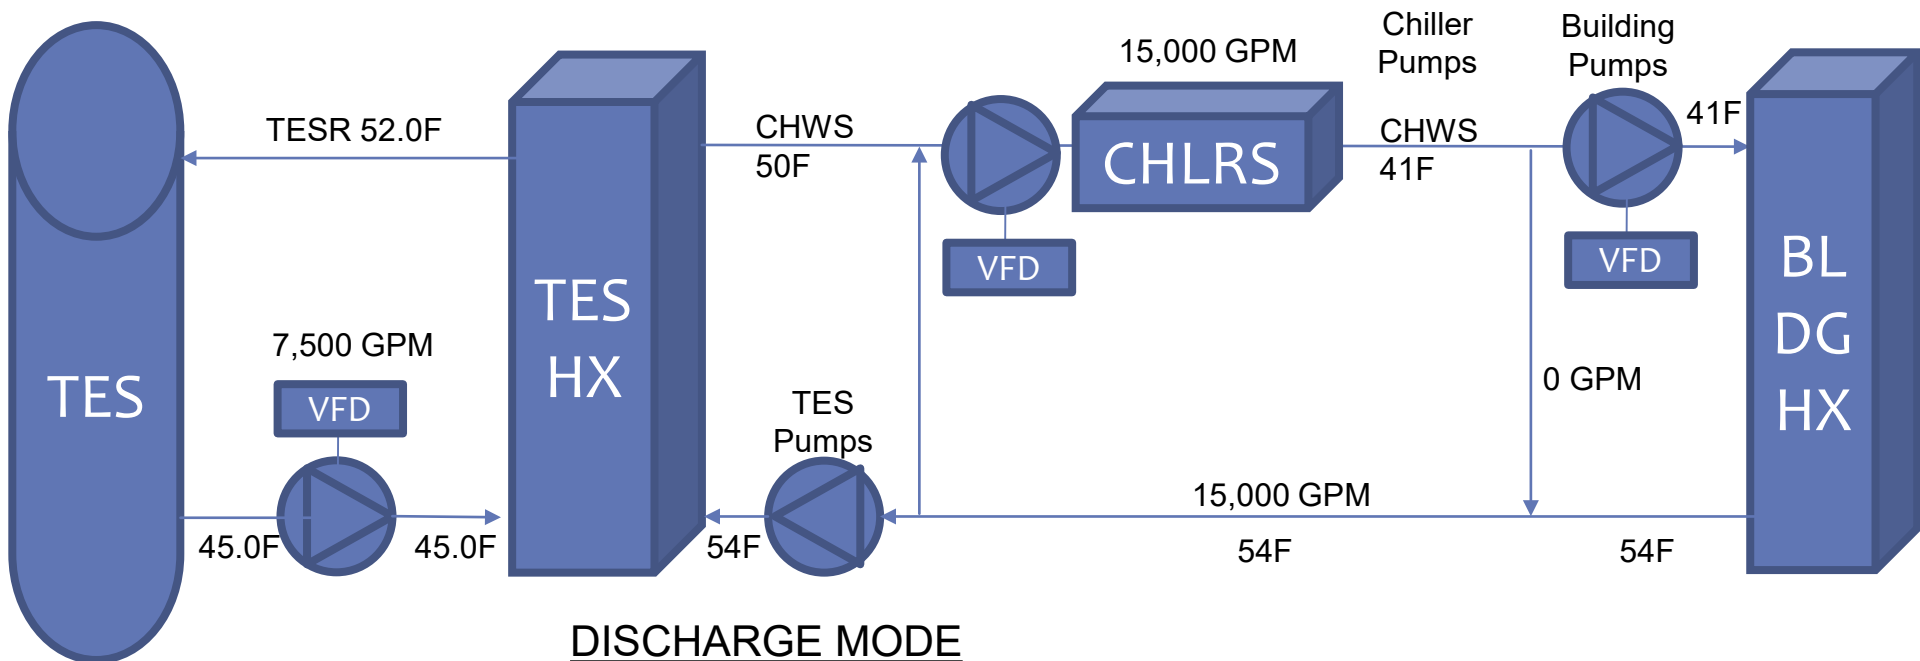 Chiller
Pumps
Building
Pumps
15,000 GPM
TESR 52.0F
CHWS
50F
CHLRS
CHWS
41F
41F
VFD
VFD
TES
HX
BL
DG
HX
7,500 GPM
VFD
TES
TES
Pumps
0 GPM
15,000 GPM
45.0F
45.0F
54F
54F
54F
DISCHARGE MODE